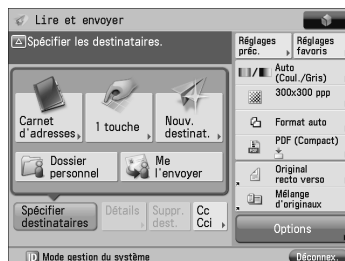 Lire et envoyer
Spécifier les destinataires.
Réglages préc.
Réglages favoris
Auto
(Coul./Gris)
300x300 ppp
Format auto
PDF (Compact)
Original
recto verso
Mélange
d'originaux
Options
Carnet
d'adresses
1 touche
Nouv.
destinat.
Dossier
personnel
Me
l'envoyer
Spécifier
destinataires
Détails
Suppr.
dest.
Cc
Cci
ID Mode gestion du système
Déconnex.